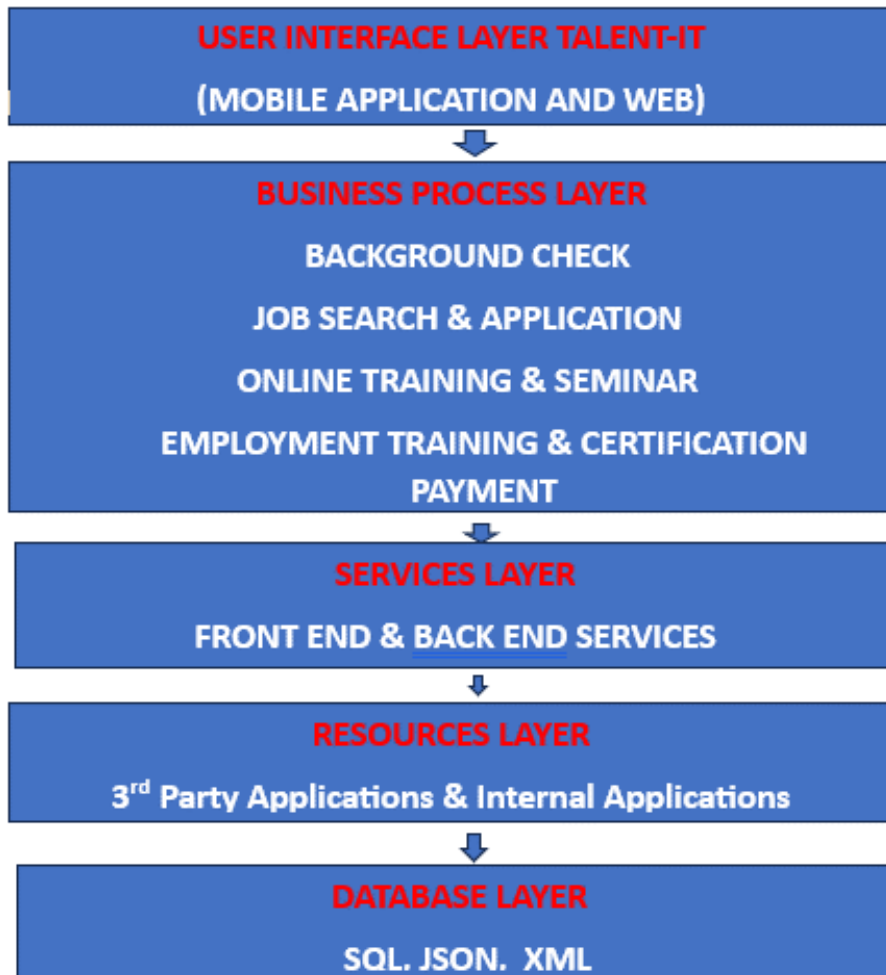 USER INTERFACE LAYER TALENT-IT
(MOBILE APPLICATION AND WEB)
BUSINESS PROCESS LAYER
BACKGROUND CHECK
JOB SEARCH & APPLICATION
ONLINE TRAINING & SEMINAR
EMPLOYMENT TRAINING & CERTIFICATION
PAYMENT
SERVICES LAYER
FRONT END & BACK END SERVICES
RESOURCES LAYER
3rd Party Applications & Internal Applications
DATABASE LAYER
SQL. JSON. XML